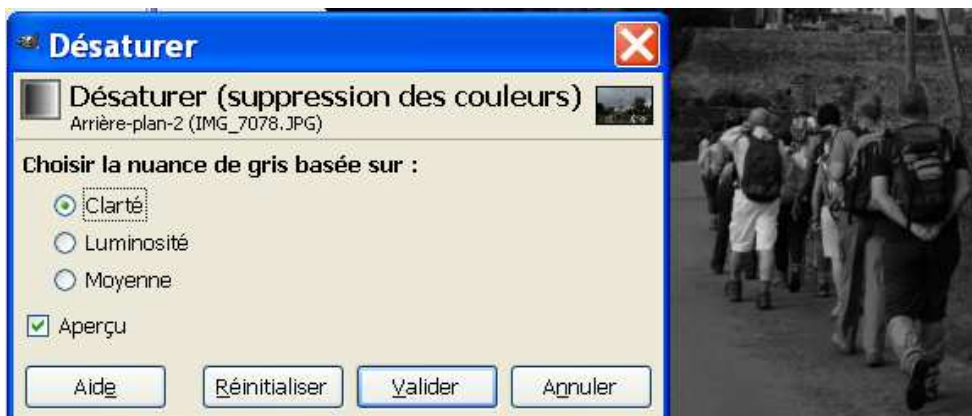 Désaturer
Désaturer (suppression des couleurs)
Arrière-plan-2 (IMG_7078.JPG)
Choisir la nuance de gris basée sur :
Clarté
Luminosité
Moyenne
Aperçu
Aide Réinitialiser Valider Annuler